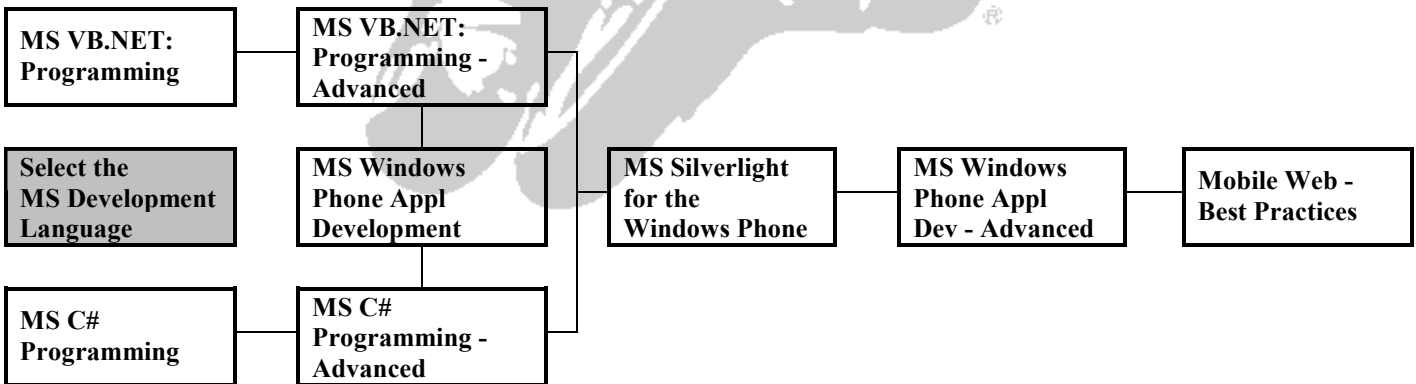 MS VB.NET:
Programming
MS VB.NET:
Programming -
Advanced
®
Select the
MS Development
Language
MS Windows
Phone Appl
Development
MS Silverlight
for the
Windows Phone
MS Windows
Phone Appl
Dev - Advanced
Mobile Web -
Best Practices
MS C#
Programming
MS C#
Programming -
Advanced